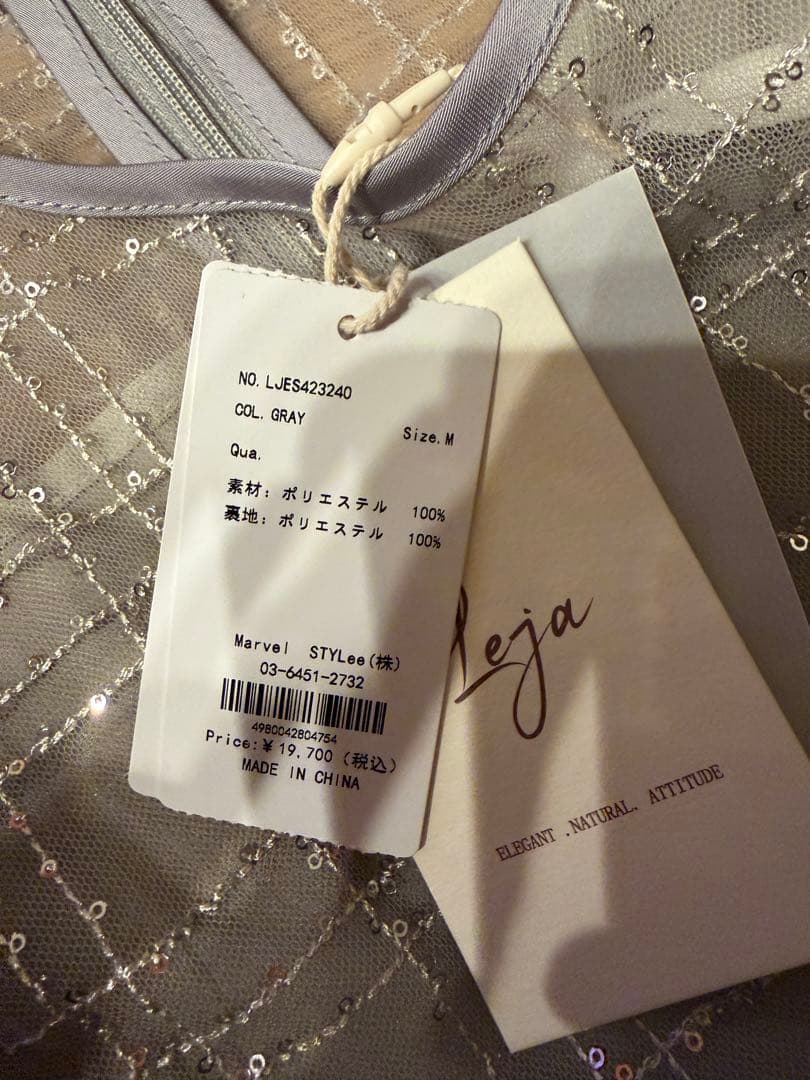 NO. LJES423240
COL. GRAY
Size. M
Qua.
素材: ポリエステル 100%
裏地: ポリエステル 100%
Marvel STYLee(株)
03-6451-2732
4980042804754
Price:¥ 19,700 (税込)
MADE IN CHINA
Leja
ELEGANT .NATURAL. ATTITUDE